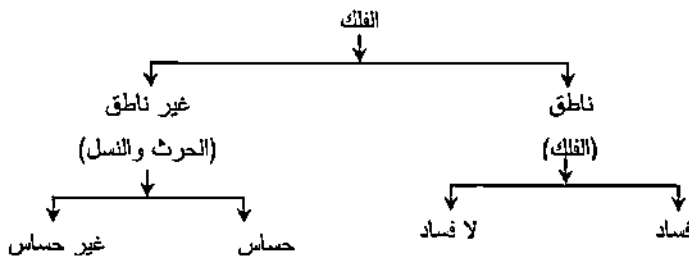 الفلك
ناطق غير ناطق
(الفلك) (الحرث والنسل)
فساد لا فساد حساس غير حساس